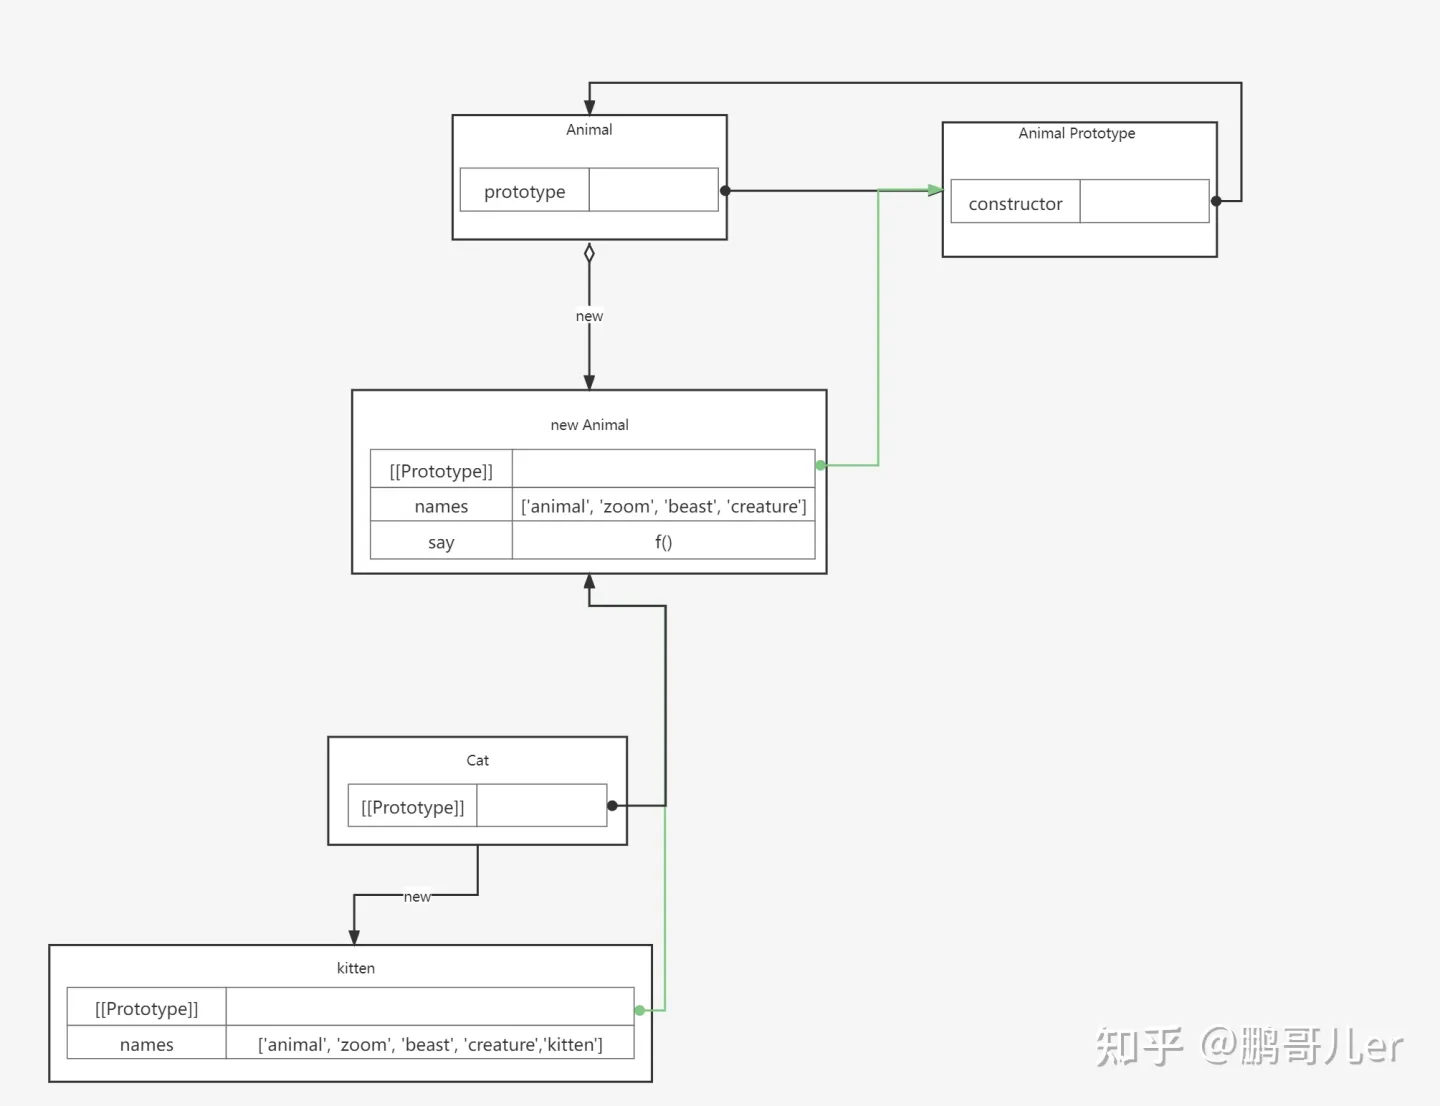 Animal
prototype
Animal Prototype
constructor
new
new Animal
[[Prototype]]
names ['animal', 'zoom', 'beast', 'creature']
say f()
Cat
[[Prototype]]
new
kitten
[[Prototype]]
names ['animal', 'zoom', 'beast', 'creature','kitten']
知乎 @鹏哥儿er